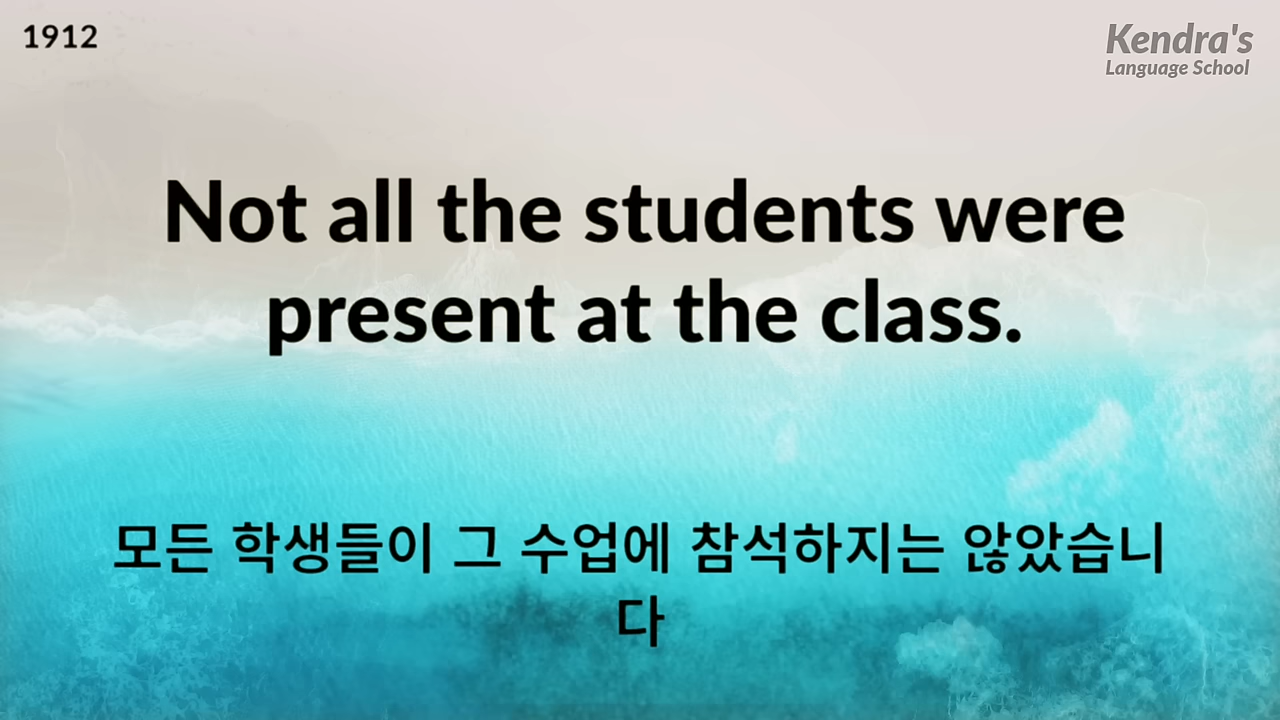 1912
Kendra's
Language School
Not all the students were
present at the class.
모든 학생들이 그 수업에 참석하지는 않았습니
다